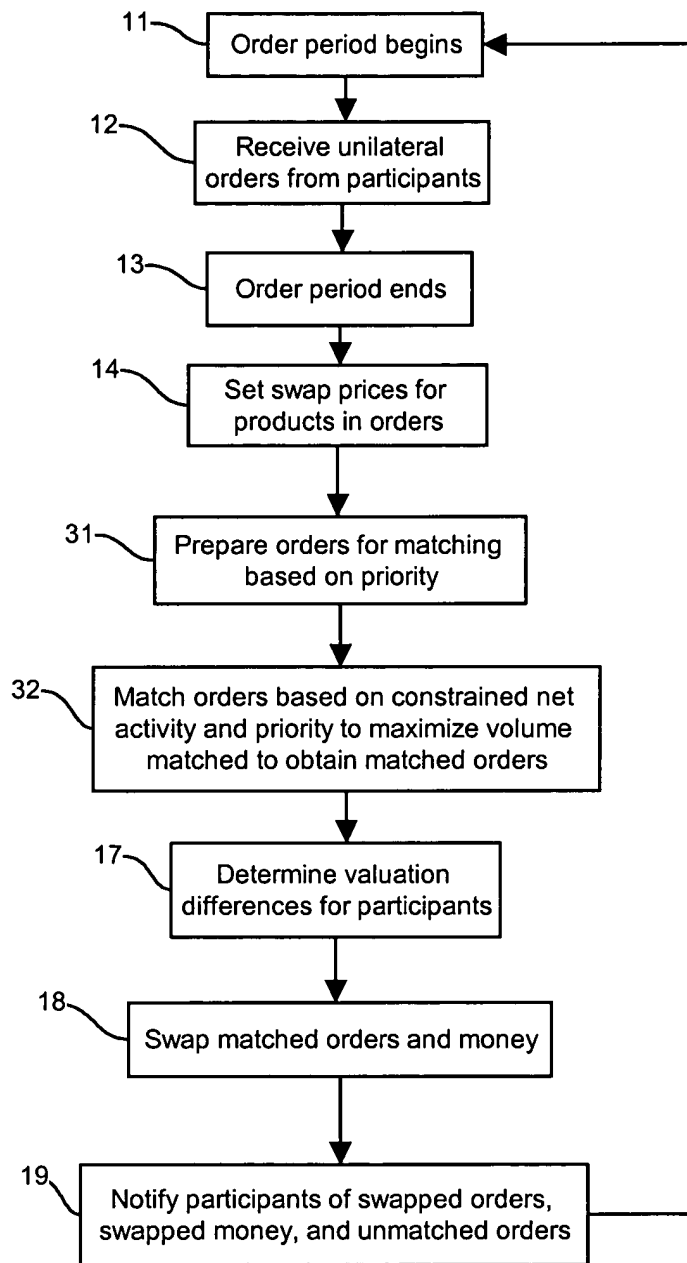 11
Order period begins
12
Receive unilateral
orders from participants
13
Order period ends
14
Set swap prices for
products in orders
31
Prepare orders for matching
based on priority
32
Match orders based on constrained net
activity and priority to maximize volume
matched to obtain matched orders
17
Determine valuation
differences for participants
18
Swap matched orders and money
19
Notify participants of swapped orders,
swapped money, and unmatched orders